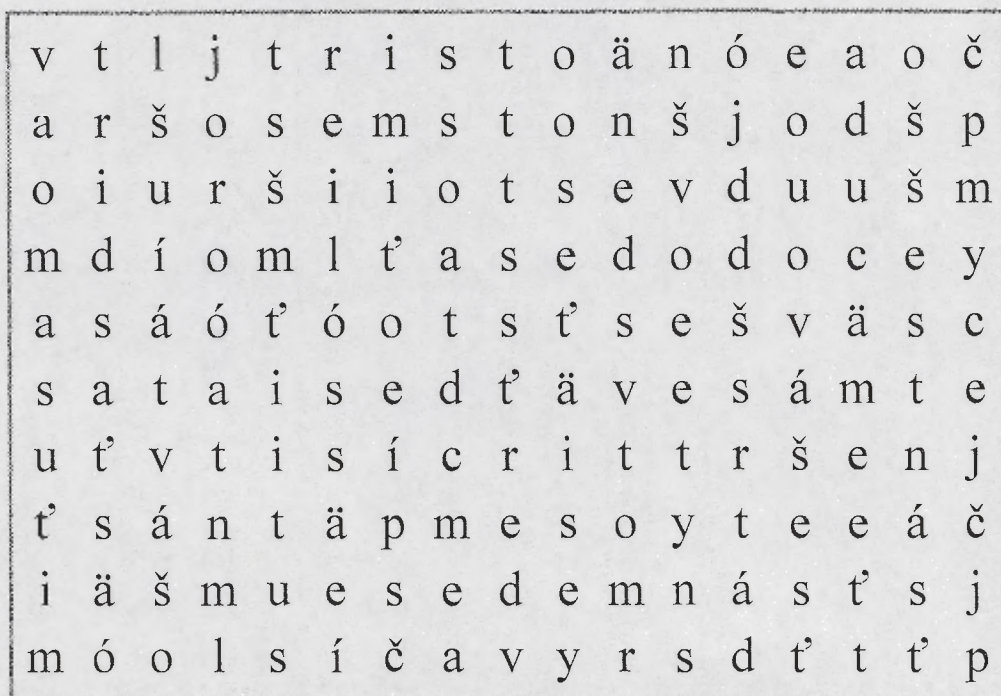 v t l j t r i s t o ä n ó e a o č
a r š o s e m s t o n š j o d š p
o i u r š i i o t s e v d u u š m
m d í o m l ť a s e d o d o c e y
a s á ó ť ó o t s ť s e š v ä s c
s a t a i s e d ť ä v e s á m t e
u ť v t i s í c r i t t r š e n j
ť s á n t ä p m e s o y t e e á č
i ä š m u e s e d e m n á s ť s j
m ó o l s í č a v y r s d ť t ť p